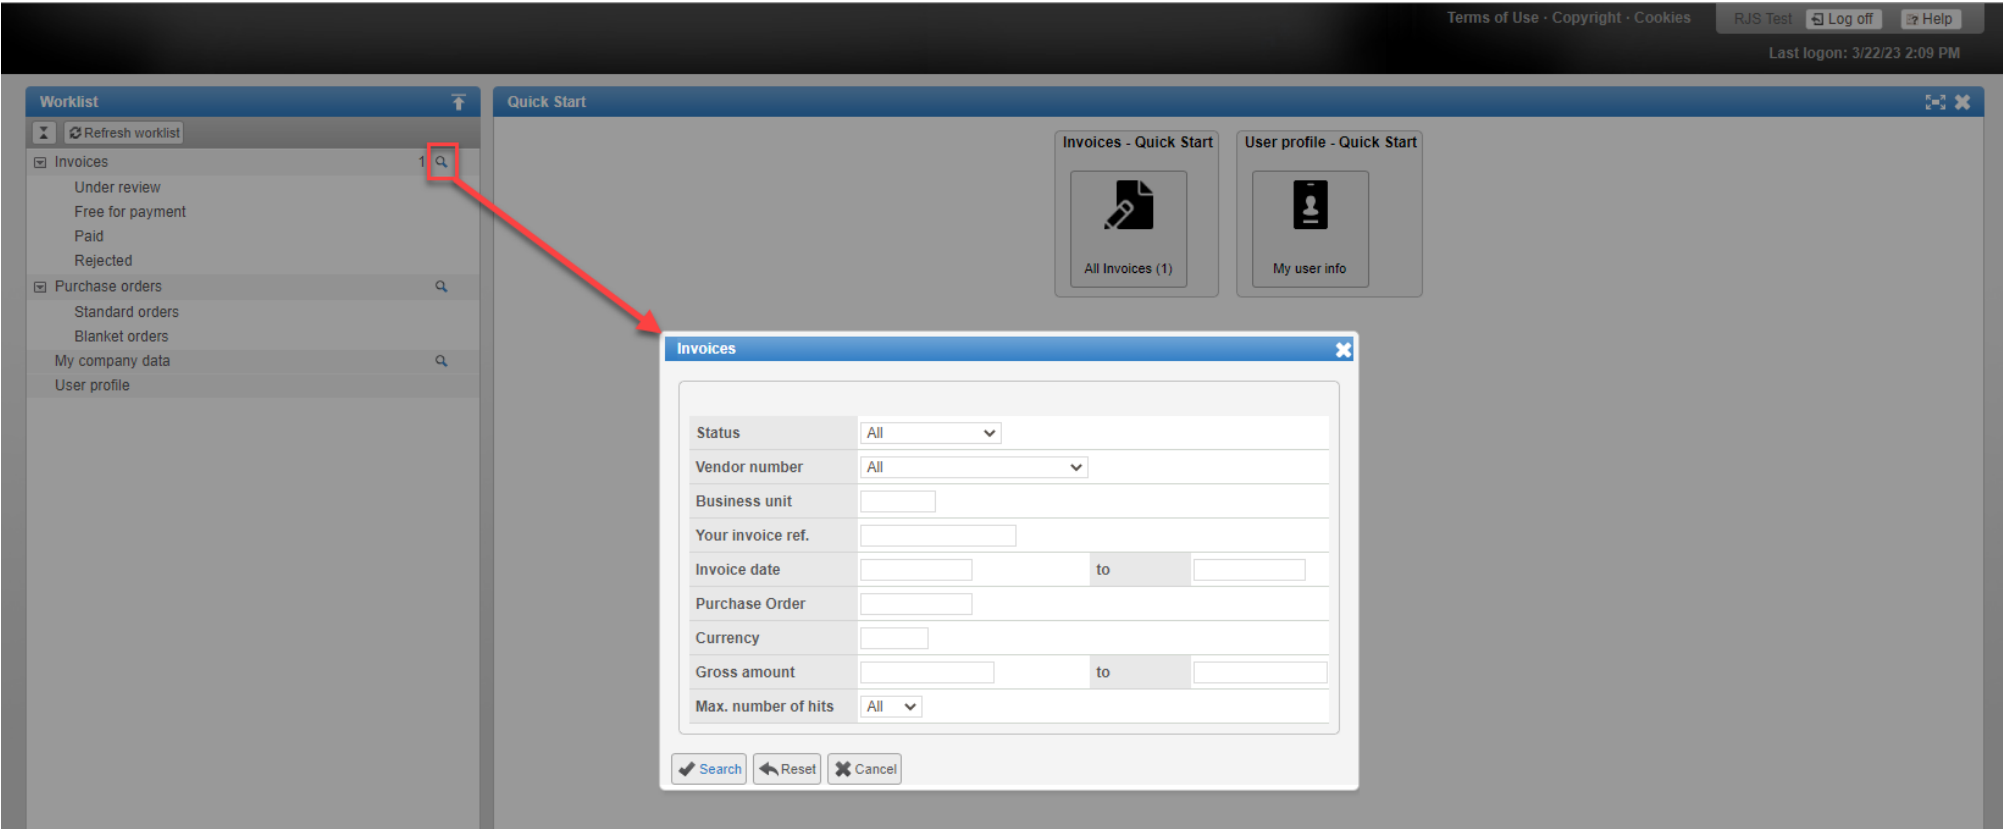 Terms of Use · Copyright · Cookies
RJS Test
Log off
Help
Last logon: 3/22/23 2:09 PM
Worklist
Refresh worklist
Invoices 1
Under review
Free for payment
Paid
Rejected
Purchase orders
Standard orders
Blanket orders
My company data
User profile
Quick Start
Invoices - Quick Start
All Invoices (1)
User profile - Quick Start
My user info
Invoices
Status All
Vendor number All
Business unit
Your invoice ref.
Invoice date to
Purchase Order
Currency
Gross amount to
Max. number of hits All
Search Reset Cancel